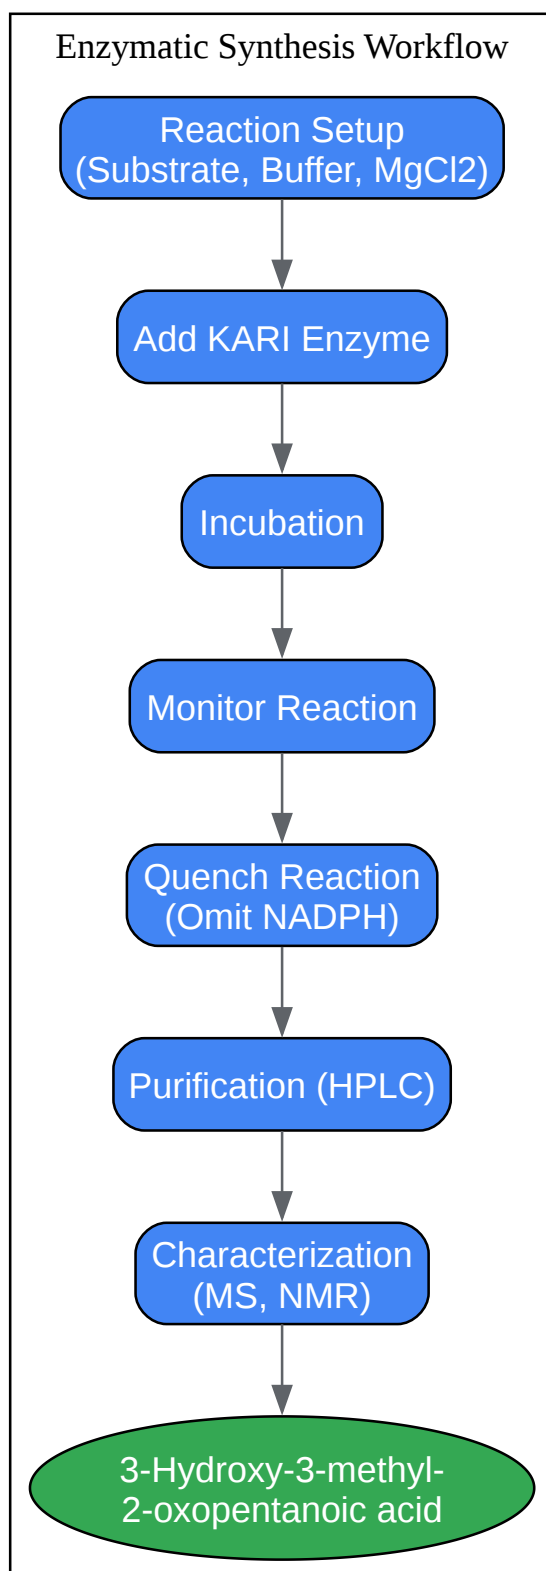 Enzymatic Synthesis Workflow
Reaction Setup
(Substrate, Buffer, MgCl2)
Add KARI Enzyme
Incubation
Monitor Reaction
Quench Reaction
(Omit NADPH)
Purification (HPLC)
Characterization
(MS, NMR)
3-Hydroxy-3-methyl-
2-oxopentanoic acid